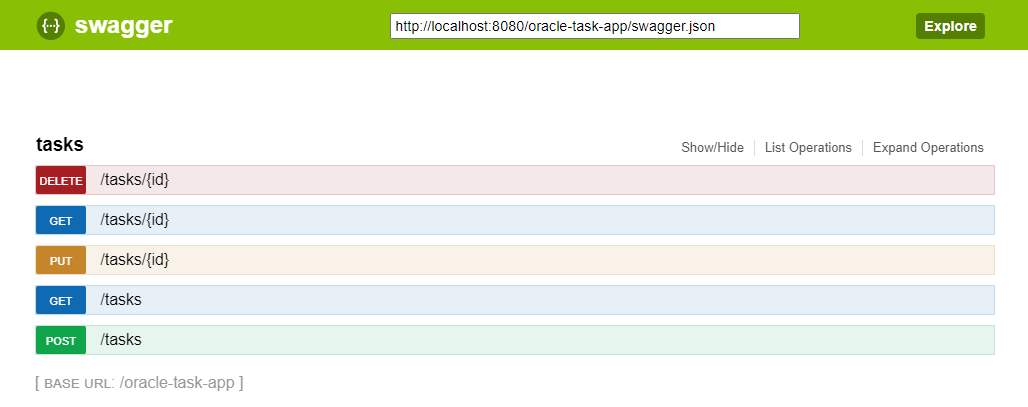 {···} swagger http://localhost:8080/oracle-task-app/swagger.json Explore
tasks Show/Hide List Operations Expand Operations
DELETE /tasks/{id}
GET /tasks/{id}
PUT /tasks/{id}
GET /tasks
POST /tasks
[ BASE URL: /oracle-task-app ]